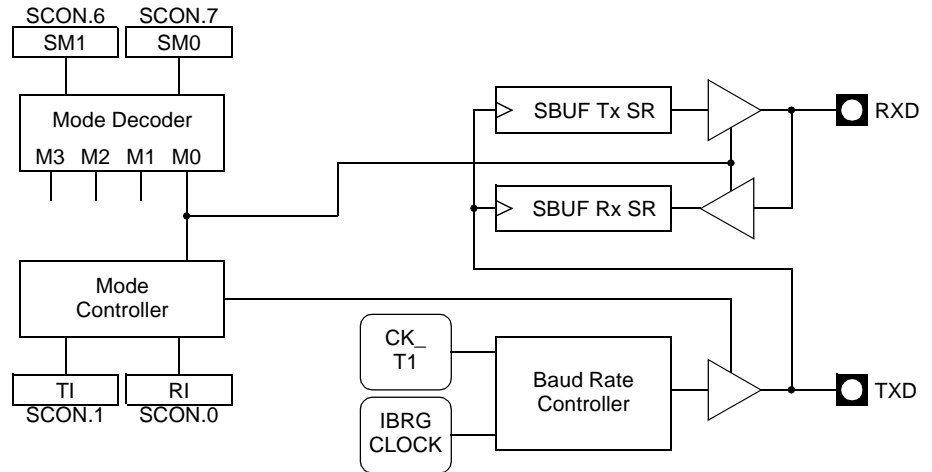 SCON.6 SCON.7
SM1 SM0
Mode Decoder
M3 M2 M1 M0
SBUF Tx SR
RXD
SBUF Rx SR
Mode
Controller
TI RI
SCON.1 SCON.0
CK_
T1
IBRG
CLOCK
Baud Rate
Controller
TXD